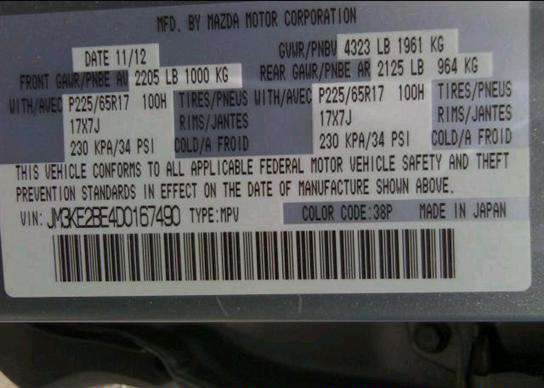 MFD. BY MAZDA MOTOR CORPORATION
DATE 11/12 GVWR/PNBV 4323 LB 1961 KG
FRONT GAWR/PNBE AV 2205 LB 1000 KG REAR GAWR/PNBE AR 2125 LB 964 KG
WITH/AVEC P225/65R17 100H TIRES/PNEUS WITH/AVEC P225/65R17 100H TIRES/PNEUS
17X7J RIMS/JANTES 17X7J RIMS/JANTES
230 KPA/34 PSI COLD/A FROID 230 KPA/34 PSI COLD/A FROID
THIS VEHICLE CONFORMS TO ALL APPLICABLE FEDERAL MOTOR VEHICLE SAFETY AND THEFT
PREVENTION STANDARDS IN EFFECT ON THE DATE OF MANUFACTURE SHOWN ABOVE.
VIN: JM3KE2BE4D0167490 TYPE:MPV COLOR CODE:38P MADE IN JAPAN